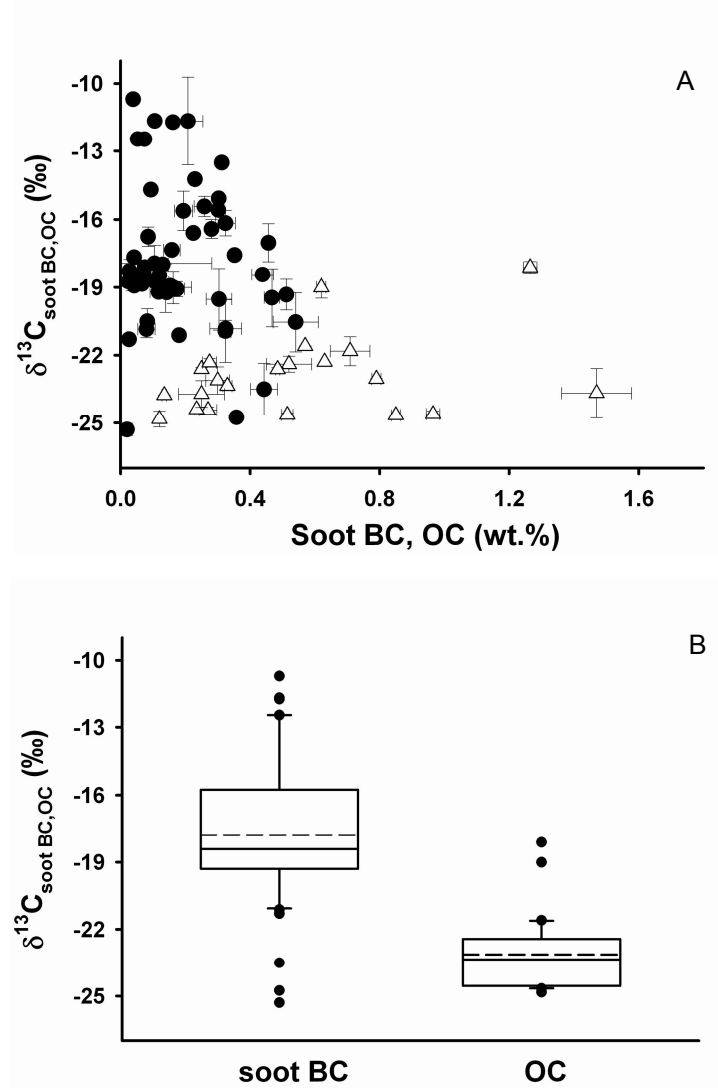 A
-10
-13
-16
-19
-22
-25
δ13Csoot BC,OC (‰)
0.0 0.4 0.8 1.2 1.6
Soot BC, OC (wt.%)
B
-10
-13
-16
-19
-22
-25
δ13Csoot BC,OC (‰)
soot BC OC